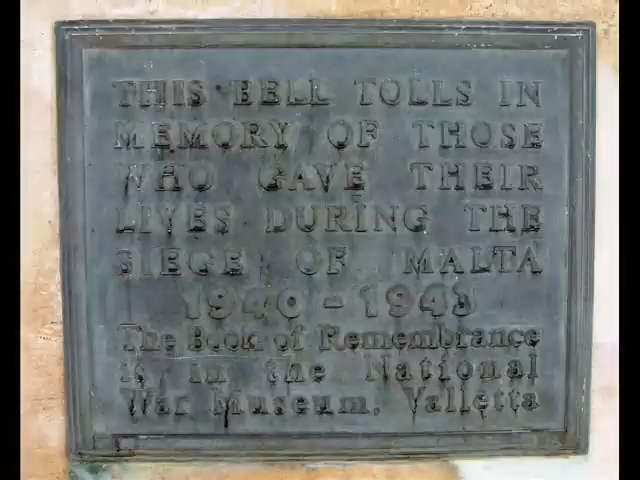 THIS BELL TOLLS IN
MEMORY OF THOSE
WHO GAVE THEIR
LIVES DURING THE
SIEGE OF MALTA
1940 - 1943
The Book of Remembrance
is in the National
War Museum, Valletta